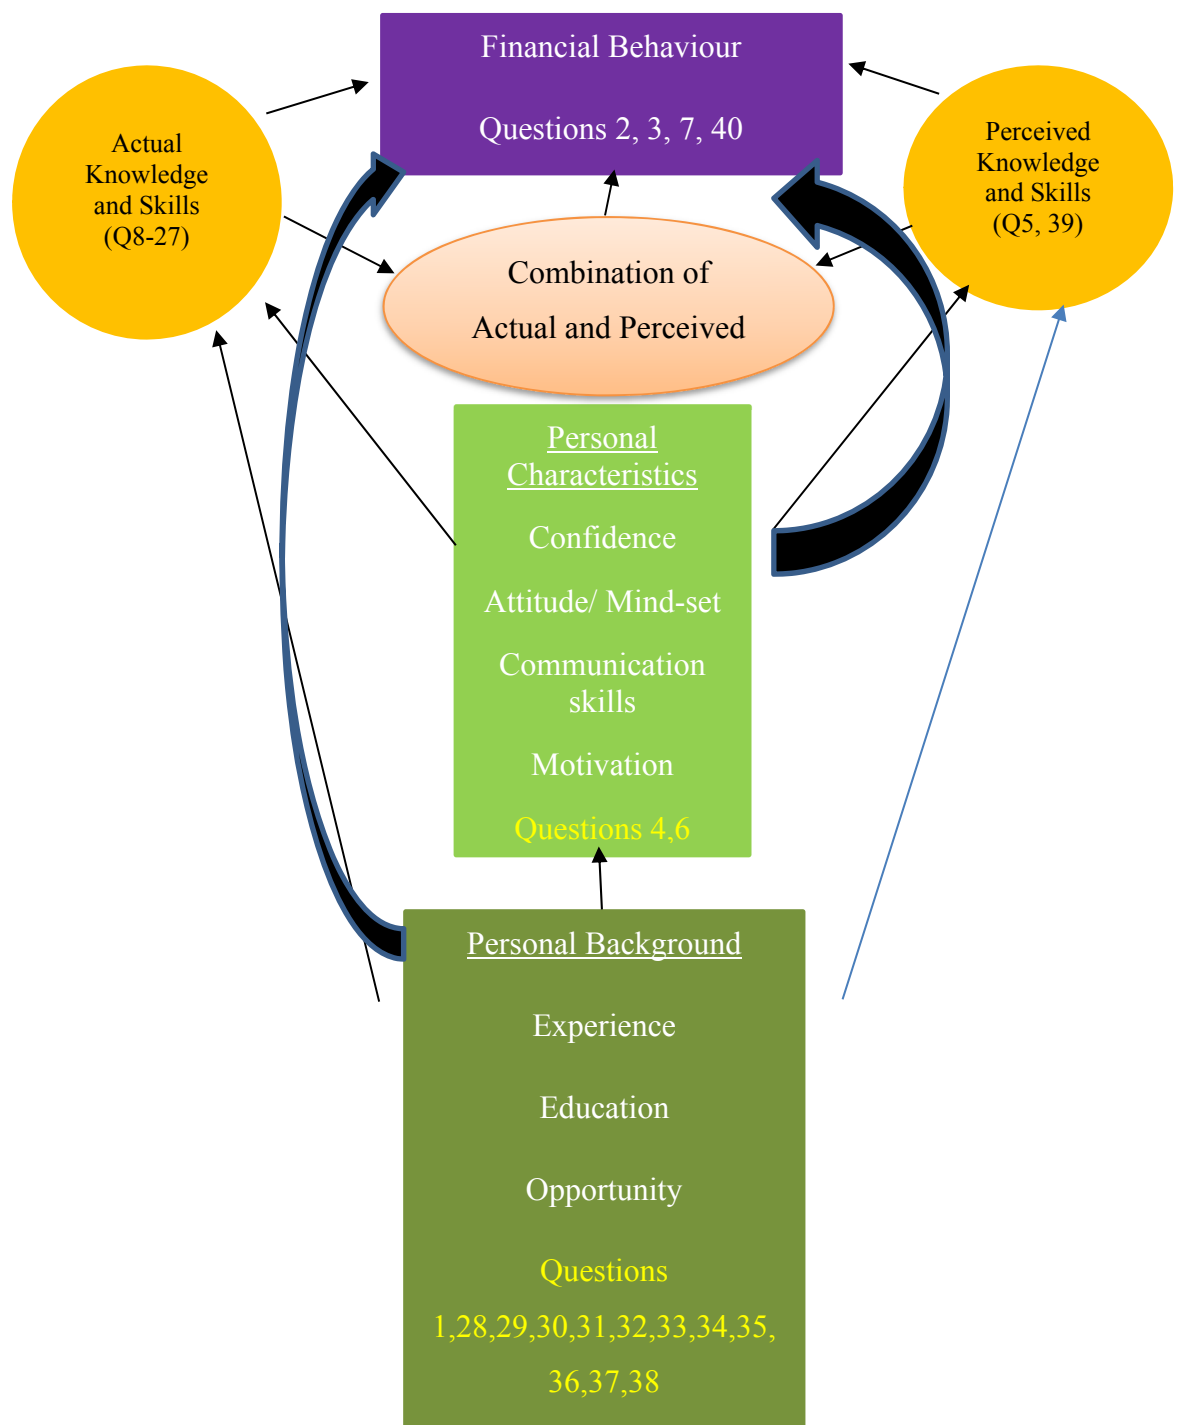 Financial Behaviour
Questions 2, 3, 7, 40
Actual
Knowledge
and Skills
(Q8-27)
Perceived
Knowledge
and Skills
(Q5, 39)
Combination of
Actual and Perceived
Personal
Characteristics
Confidence
Attitude/ Mind-set
Communication
skills
Motivation
Questions 4,6
Personal Background
Experience
Education
Opportunity
Questions
1,28,29,30,31,32,33,34,35,
36,37,38